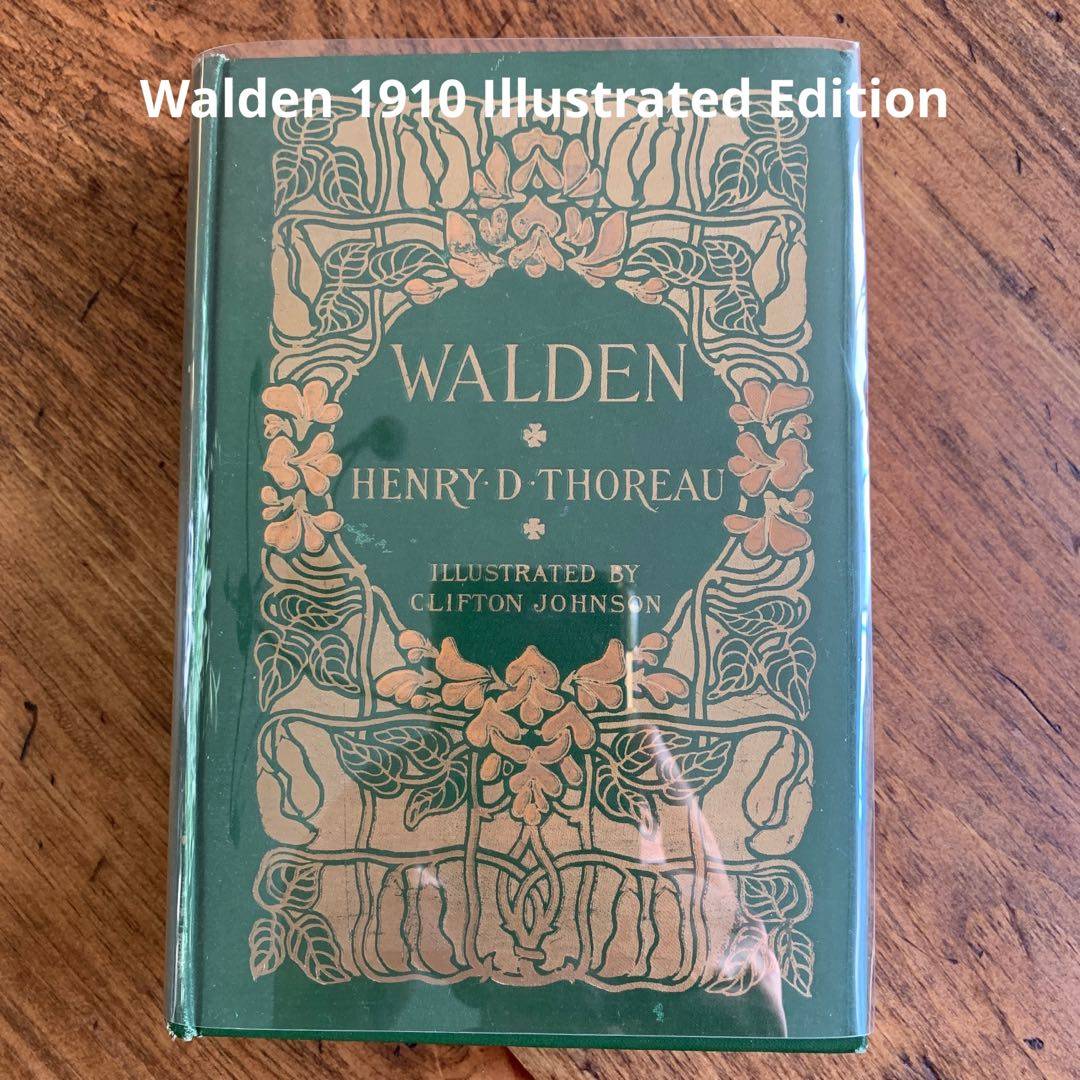 Walden 1910 Illustrated Edition
WALDEN
HENRY·D·THOREAU
ILLUSTRATED BY
CLIFTON JOHNSON